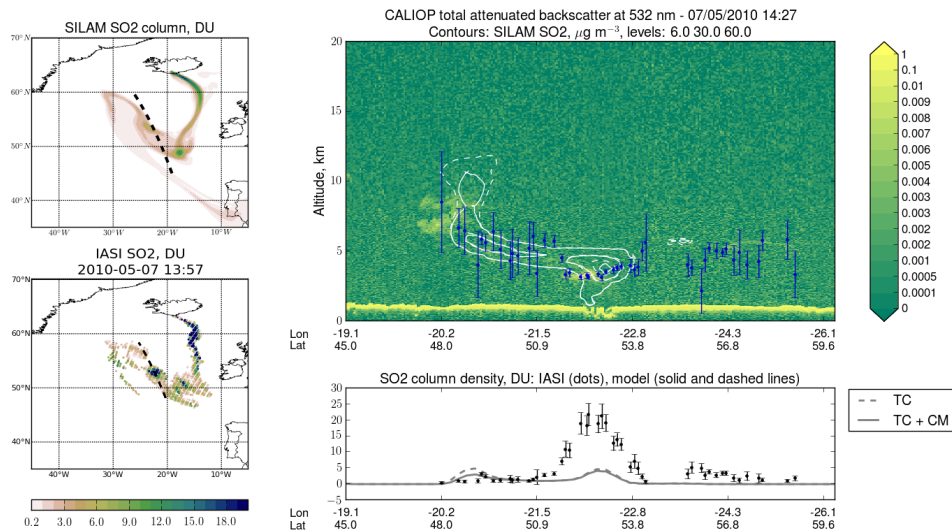 SILAM SO2 column, DU
70°N
60°N
50°N
40°N
40°W 30°W 20°W 10°W
IASI SO2, DU
2010-05-07 13:57
70°N
60°N
50°N
40°N
40°W 30°W 20°W 10°W
0.2 3.0 6.0 9.0 12.0 15.0 18.0
CALIOP total attenuated backscatter at 532 nm - 07/05/2010 14:27
Contours: SILAM SO2, μg m⁻³, levels: 6.0 30.0 60.0
Altitude, km
20
15
10
5
0
Lon -19.1 -20.2 -21.5 -22.8 -24.3 -26.1
Lat 45.0 48.0 50.9 53.8 56.7 59.6
1
0.1
0.01
0.009
0.008
0.007
0.006
0.005
0.004
0.003
0.002
0.001
0.0001
0
SO2 column density, DU: IASI (dots), model (solid and dashed lines)
30
25
20
15
10
5
0
−5
Lon -19.1 -20.2 -21.5 -22.8 -24.3 -26.1
Lat 45.0 48.0 50.9 53.8 56.7 59.6
TC
TC + CM